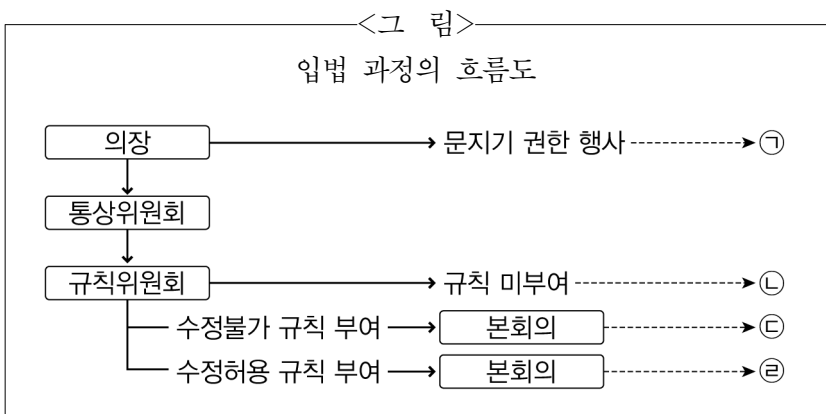 <그 림>
입법 과정의 흐름도
의장 문지기 권한 행사 ㉠
통상위원회
규칙위원회 규칙 미부여 ㉡
수정불가 규칙 부여 본회의 ㉢
수정허용 규칙 부여 본회의 ㉣